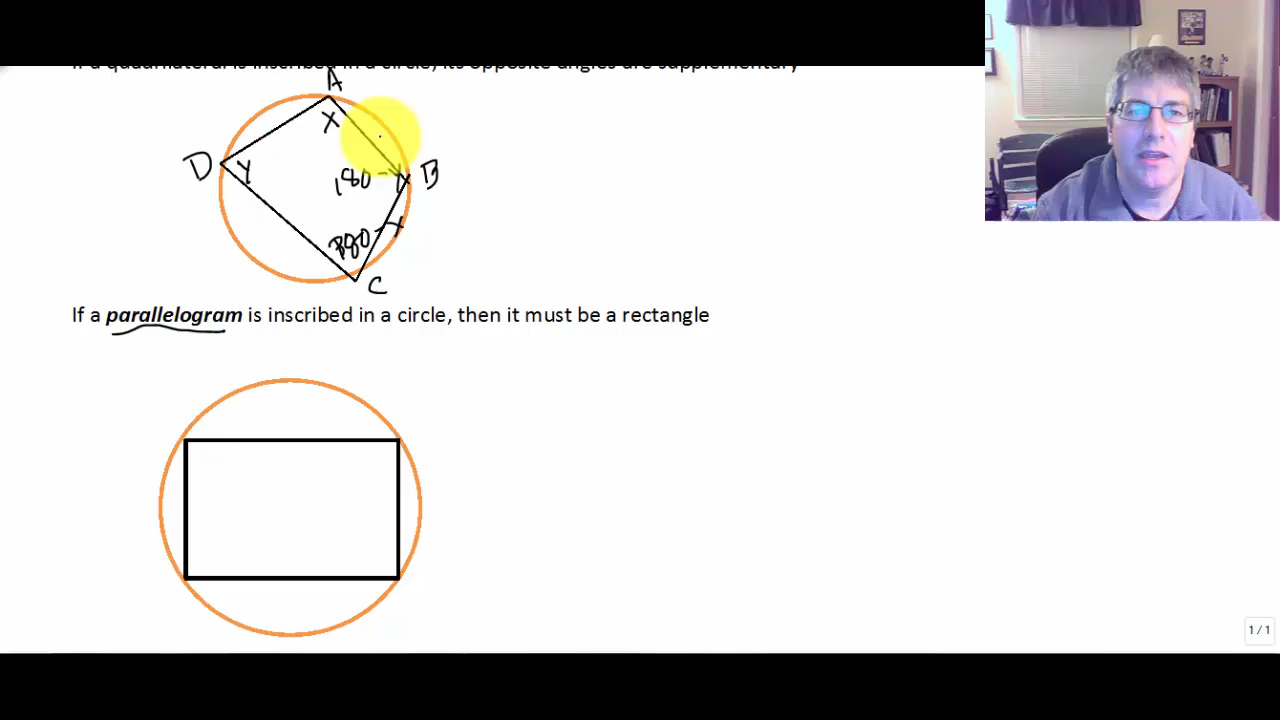 If a quadrilateral is inscribed in a circle, its opposite angles are supplementary
A
X
D
Y
180-Y
B
180-X
C
If a parallelogram is inscribed in a circle, then it must be a rectangle
1 / 1